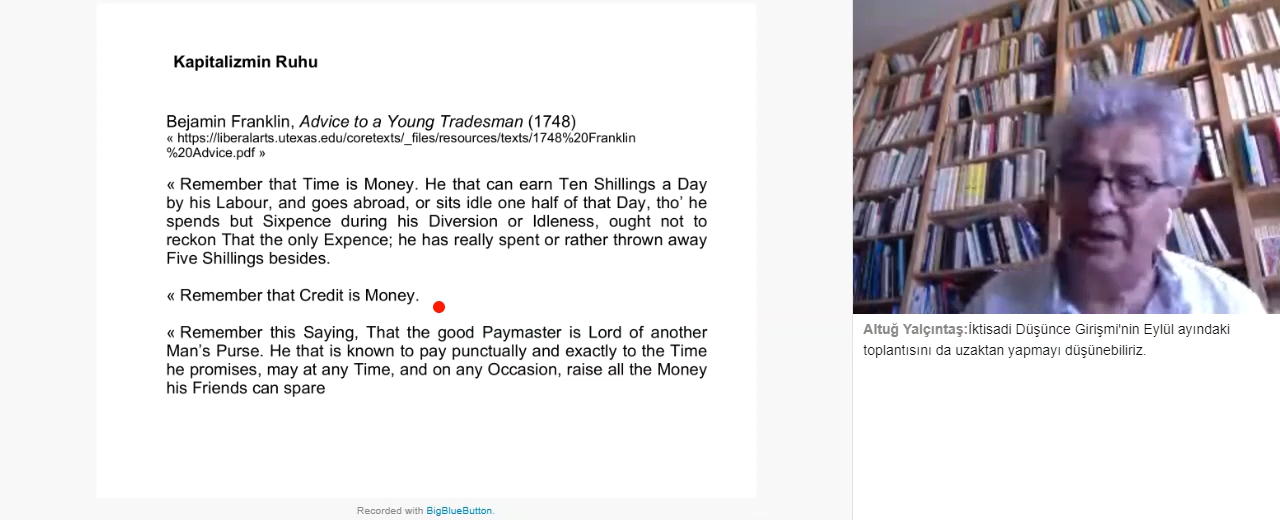 Kapitalizmin Ruhu
Bejamin Franklin, Advice to a Young Tradesman (1748)
« https://liberalarts.utexas.edu/coretexts/_files/resources/texts/1748%20Franklin
%20Advice.pdf »
« Remember that Time is Money. He that can earn Ten Shillings a Day
by his Labour, and goes abroad, or sits idle one half of that Day, tho’ he
spends but Sixpence during his Diversion or Idleness, ought not to
reckon That the only Expence; he has really spent or rather thrown away
Five Shillings besides.
« Remember that Credit is Money.
« Remember this Saying, That the good Paymaster is Lord of another
Man’s Purse. He that is known to pay punctually and exactly to the Time
he promises, may at any Time, and on any Occasion, raise all the Money
his Friends can spare
Recorded with BigBlueButton.
Altuğ Yalçıntaş:İktisadi Düşünce Girişmi'nin Eylül ayındaki
toplantısını da uzaktan yapmayı düşünebiliriz.